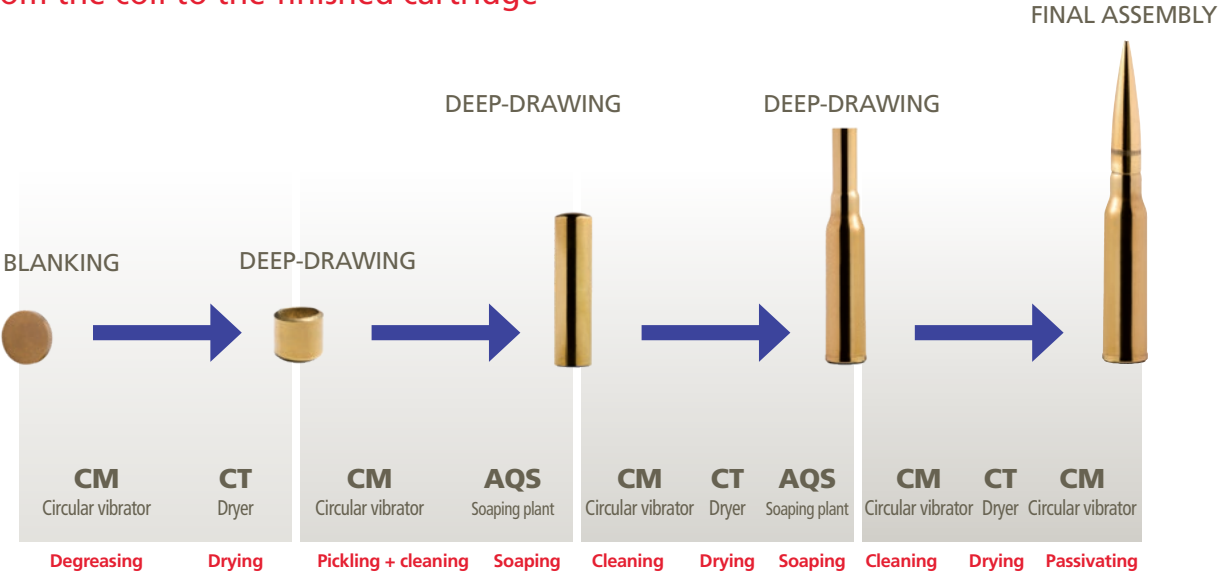 om the coil to the finished cartridge
FINAL ASSEMBLY
DEEP-DRAWING
DEEP-DRAWING
BLANKING
DEEP-DRAWING
CM
Circular vibrator
CT
Dryer
CM
Circular vibrator
AQS
Soaping plant
CM
Circular vibrator
CT
Dryer
AQS
Soaping plant
CM
Circular vibrator
CT
Dryer
CM
Circular vibrator
Degreasing
Drying
Pickling + cleaning
Soaping
Cleaning
Drying
Soaping
Cleaning
Drying
Passivating